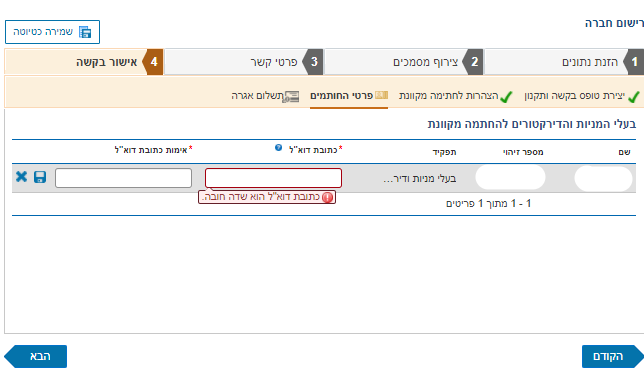 רישום חברה
שמירה כטיוטה
1 הזנת נתונים
2 צירוף מסמכים
3 פרטי קשר
4 אישור בקשה
יצירת טופס בקשה ותקנון
הצהרות לחתימה מקוונת
פרטי החותמים
תשלום אגרה
בעלי המניות והדירקטורים להחתמה מקוונת
שם מספר זיהוי תפקיד *כתובת דוא"ל *אימות כתובת דוא"ל
בעלי מניות ודיר...
כתובת דוא"ל הוא שדה חובה.
1 - 1 מתוך 1 פריטים
הקודם
הבא